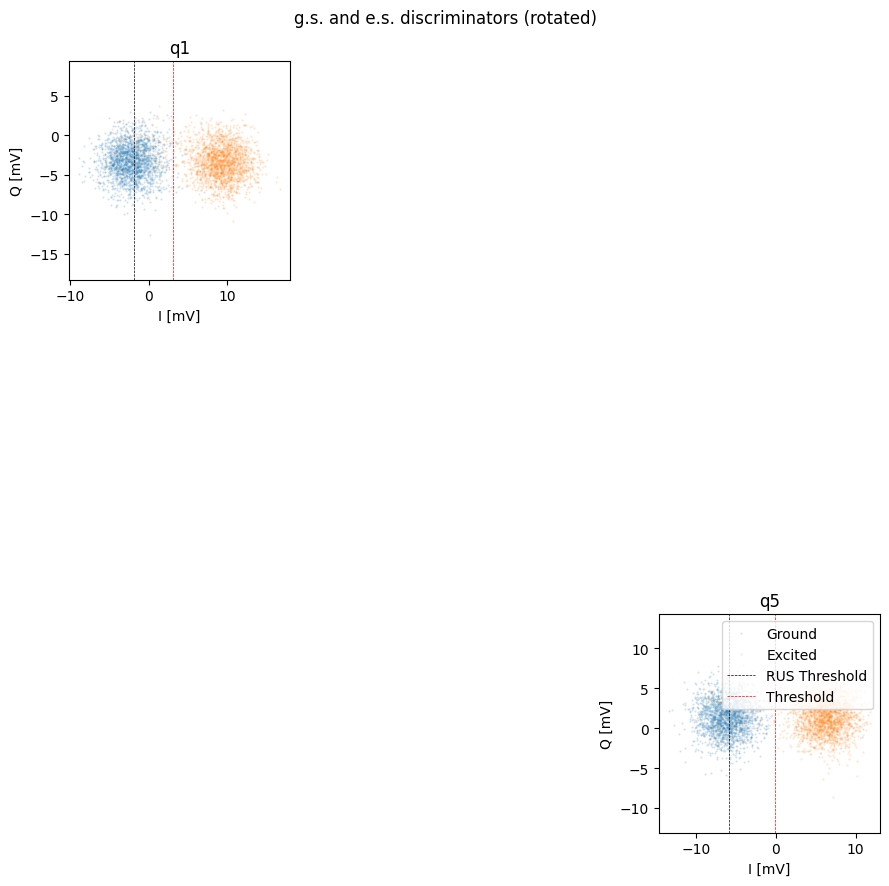 g.s. and e.s. discriminators (rotated)
q1
5
0
−5
−10
−15
Q [mV]
−10 0 10
I [mV]
q5
Ground
Excited
RUS Threshold
Threshold
10
5
0
−5
−10
Q [mV]
−10 0 10
I [mV]